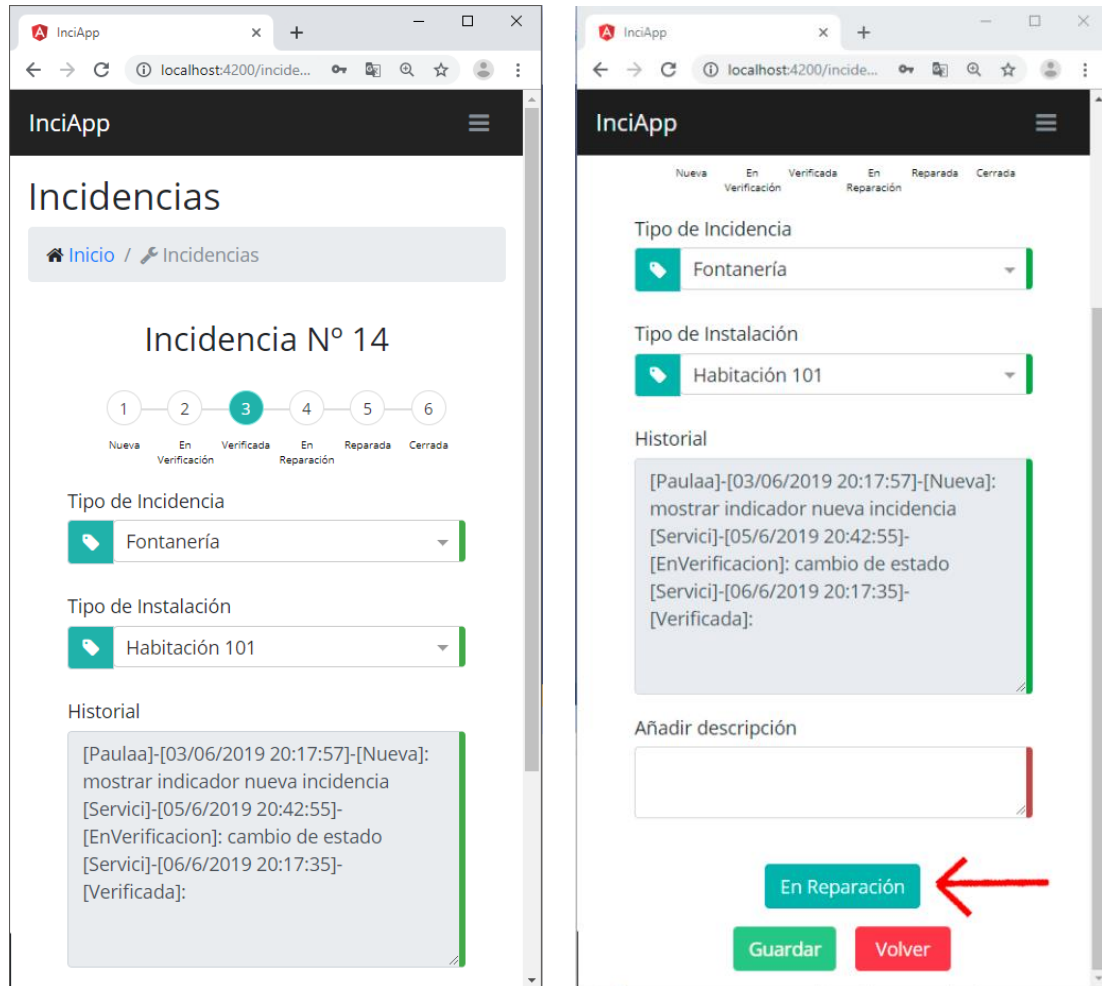 InciApp
localhost:4200/incide...
InciApp
Incidencias
Inicio / Incidencias
Incidencia Nº 14
1 2 3 4 5 6
Nueva En Verificación Verificada En Reparación Reparada Cerrada
Tipo de Incidencia
Fontanería
Tipo de Instalación
Habitación 101
Historial
[Paulaa]-[03/06/2019 20:17:57]-[Nueva]:
mostrar indicador nueva incidencia
[Servici]-[05/6/2019 20:42:55]-
[EnVerificacion]: cambio de estado
[Servici]-[06/6/2019 20:17:35]-
[Verificada]:
InciApp
localhost:4200/incide...
InciApp
Nueva En Verificación Verificada En Reparación Reparada Cerrada
Tipo de Incidencia
Fontanería
Tipo de Instalación
Habitación 101
Historial
[Paulaa]-[03/06/2019 20:17:57]-[Nueva]:
mostrar indicador nueva incidencia
[Servici]-[05/6/2019 20:42:55]-
[EnVerificacion]: cambio de estado
[Servici]-[06/6/2019 20:17:35]-
[Verificada]:
Añadir descripción
En Reparación
Guardar Volver